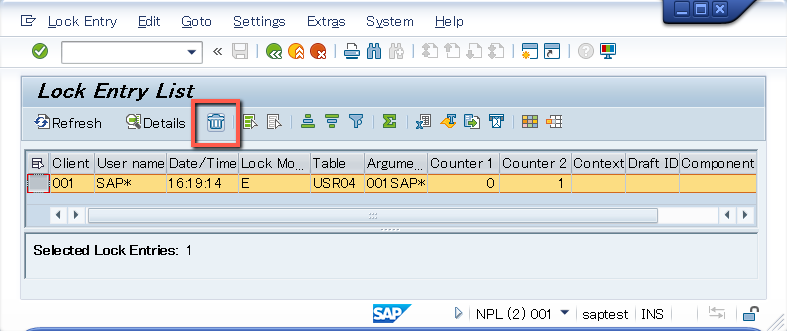 Lock Entry Edit Goto Settings Extras System Help
Lock Entry List
Refresh Details
Client User name Date/Time Lock Mo... Table Argume... Counter 1 Counter 2 Context Draft ID Component
001 SAP* 16:19:14 E USR04 001SAP* 0 1
Selected Lock Entries: 1
SAP NPL (2) 001 saptest INS